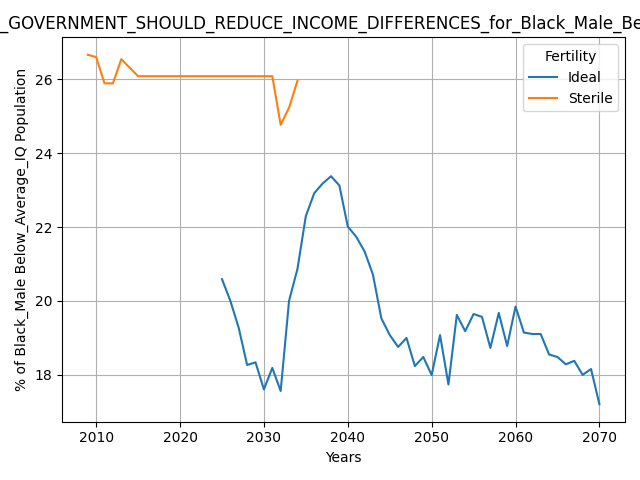 _GOVERNMENT_SHOULD_REDUCE_INCOME_DIFFERENCES_for_Black_Male_Be
Fertility
Ideal
Sterile
% of Black_Male Below_Average_IQ Population
26
24
22
20
18
2010 2020 2030 2040 2050 2060 2070
Years